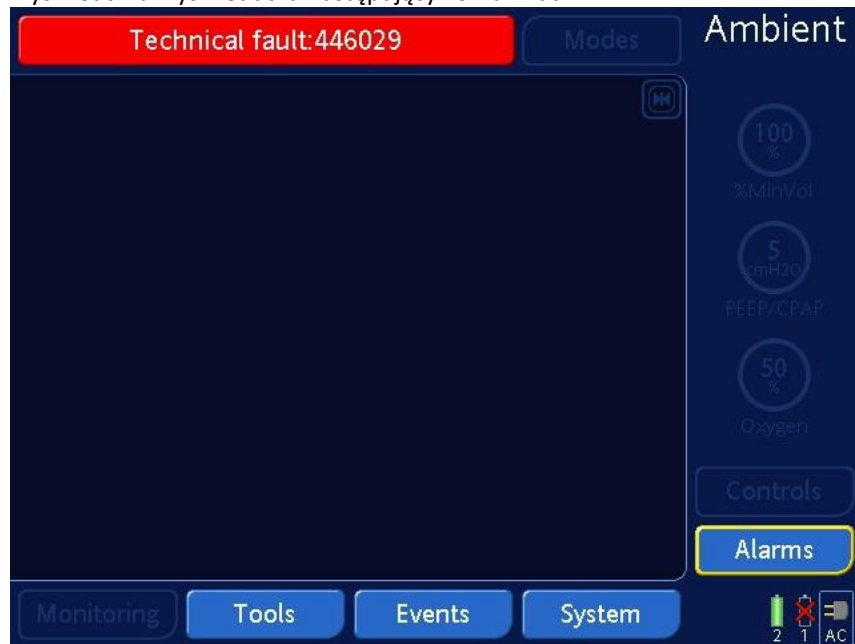 Technical fault:446029
Modes
Ambient
100
%
%MinVol
5
cmH2O
PEEP/CPAP
50
%
Oxygen
Controls
Alarms
Monitoring
Tools
Events
System
2 1 AC